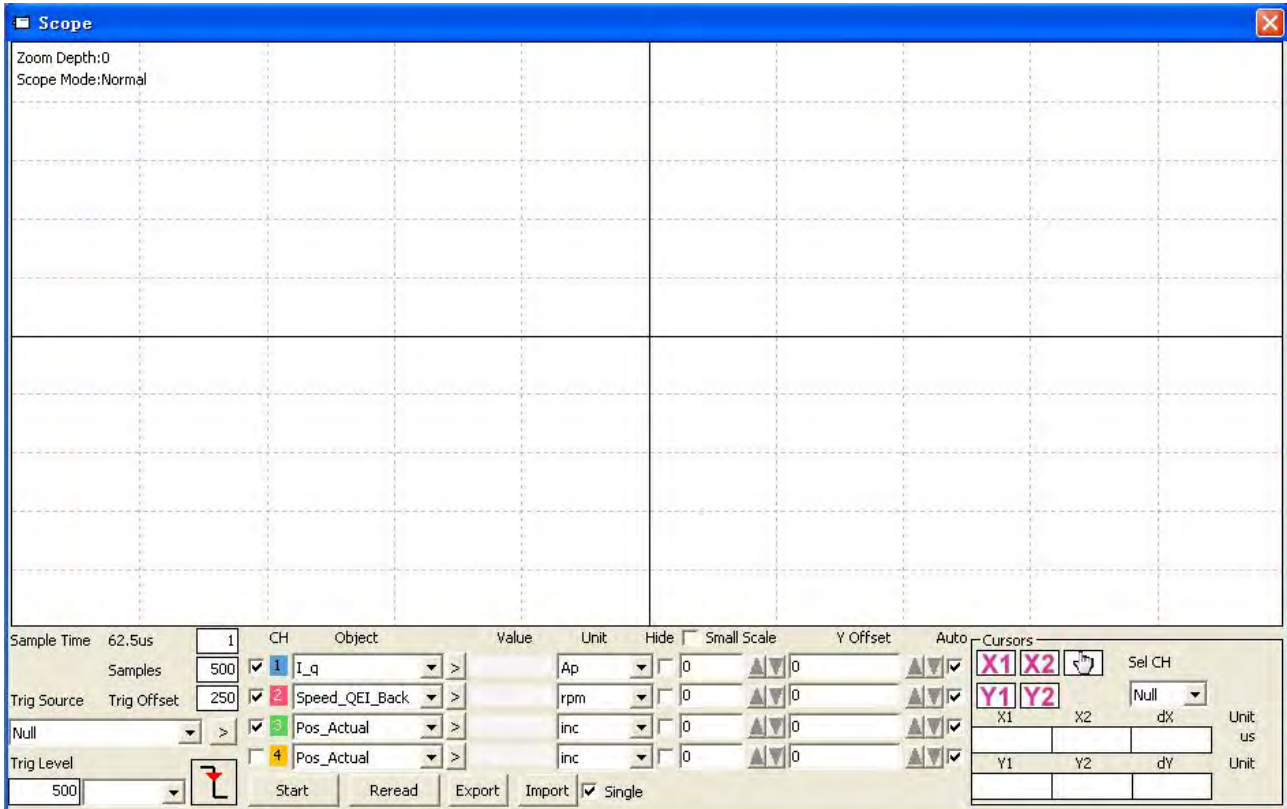 Scope
Zoom Depth:0
Scope Mode:Normal
Sample Time 62.5us 1
Samples 500
Trig Source Trig Offset 250
Null >
Trig Level
500
CH Object Value Unit Hide Small Scale Y Offset Auto
1 I_q > Ap 0 0
2 Speed_QEI_Back > rpm 0 0
3 Pos_Actual > inc 0 0
4 Pos_Actual > inc 0 0
Start Reread Export Import Single
Cursors
X1 X2 Sel CH
Y1 Y2 Null
X1 X2 dX Unit
us
Y1 Y2 dY Unit